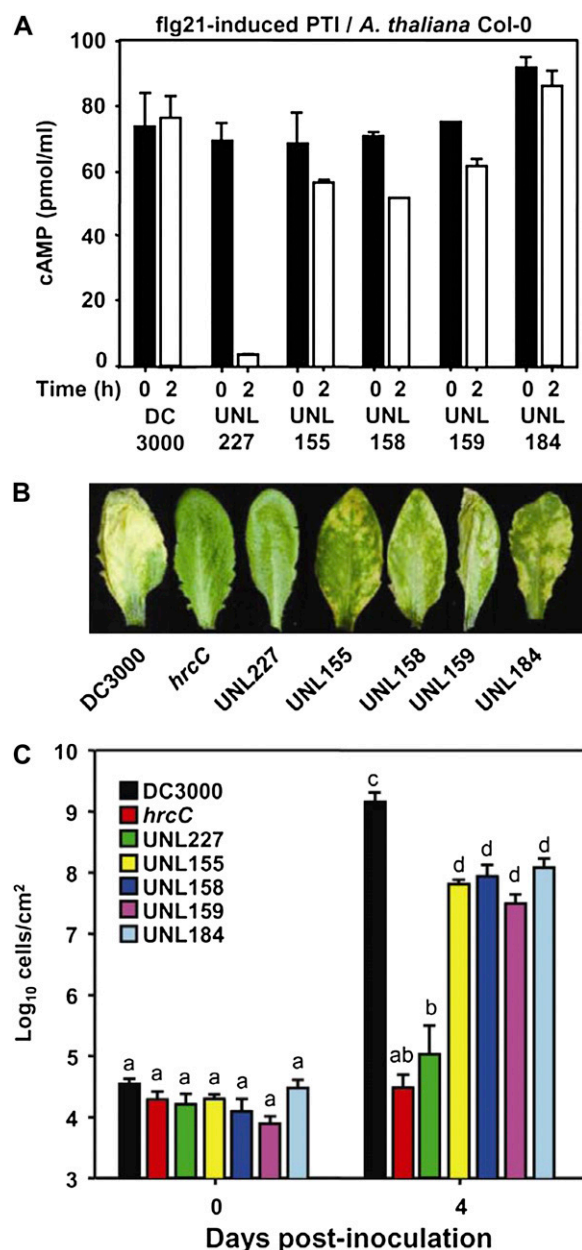 A flg21-induced PTI / A. thaliana Col-0
cAMP (pmol/ml)
100
80
60
40
20
0
Time (h) 0 2 0 2 0 2 0 2 0 2 0 2
DC UNL UNL UNL UNL UNL
3000 227 155 158 159 184
B
DC3000 hrcC UNL227 UNL155 UNL158 UNL159 UNL184
C
Log10 cells/cm2
10
9
8
7
6
5
4
3
DC3000
hrcC
UNL227
UNL155
UNL158
UNL159
UNL184
c
d d d d
b
ab
a a a a a a a
0 4
Days post-inoculation